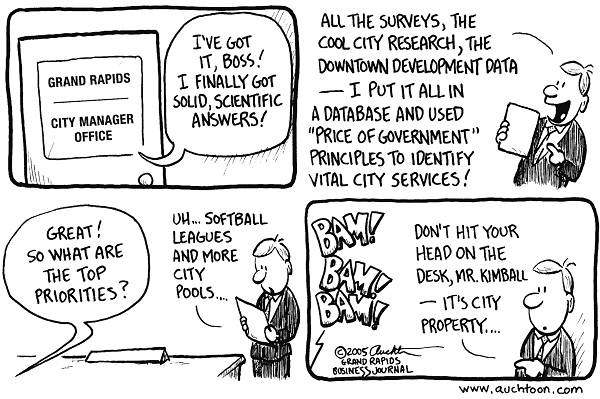 GRAND RAPIDS
CITY MANAGER
OFFICE
I'VE GOT
IT, BOSS!
I FINALLY GOT
SOLID, SCIENTIFIC
ANSWERS!
ALL THE SURVEYS, THE
COOL CITY RESEARCH, THE
DOWNTOWN DEVELOPMENT DATA
— I PUT IT ALL IN
A DATABASE AND USED
"PRICE OF GOVERNMENT"
PRINCIPLES TO IDENTIFY
VITAL CITY SERVICES!
GREAT!
SO WHAT ARE
THE TOP
PRIORITIES?
UH... SOFTBALL
LEAGUES
AND MORE
CITY
POOLS....
BAM!
BAM!
BAM!
DON'T HIT YOUR
HEAD ON THE
DESK, MR. KIMBALL
— IT'S CITY
PROPERTY....
©2005 Auchter
GRAND RAPIDS
BUSINESS JOURNAL
www.auchtoon.com